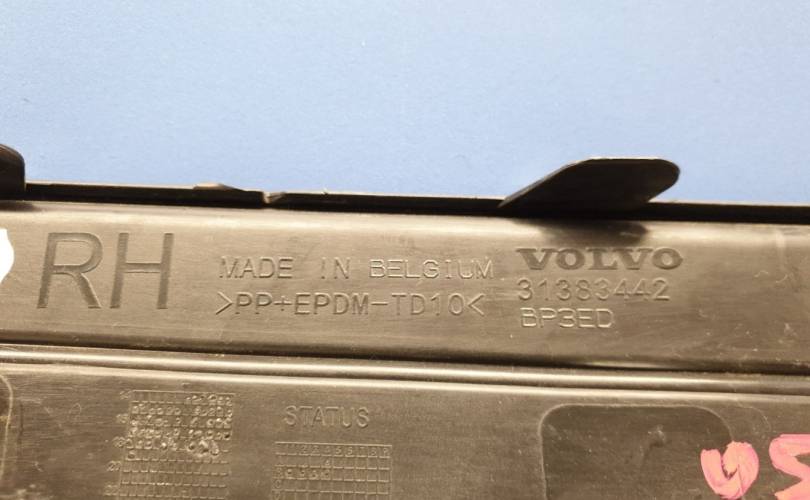 RH
MADE IN BELGIUM
>PP+EPDM-TD10<
VOLVO
31383442
BP3ED
STATUS